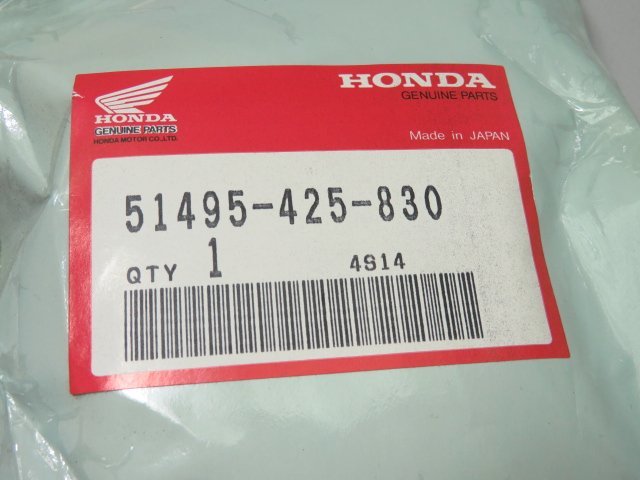 HONDA
GENUINE PARTS
HONDA MOTOR CO., LTD.
HONDA
GENUINE PARTS
Made in JAPAN
51495-425-830
QTY 1 4S14